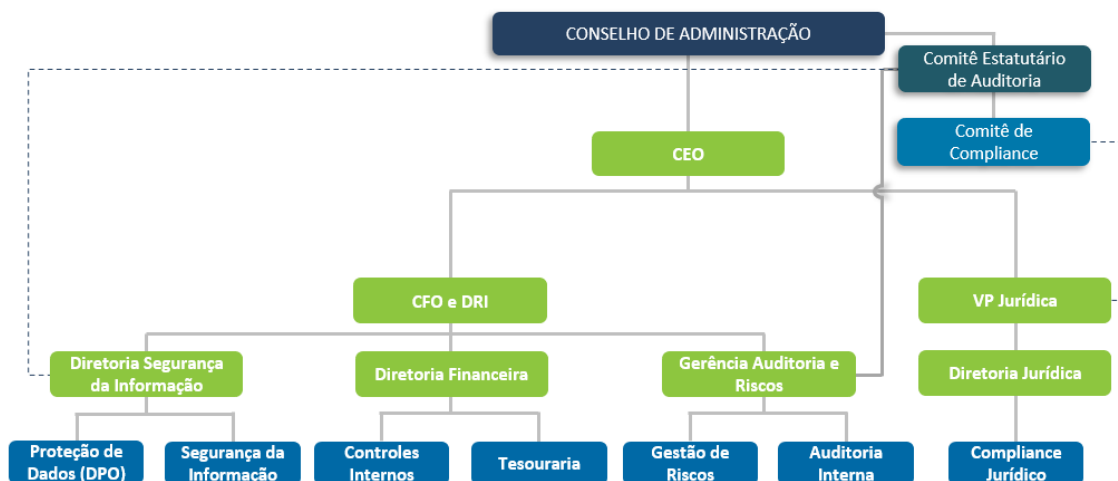 CONSELHO DE ADMINISTRAÇÃO
Comitê Estatutário
de Auditoria
Comitê de
Compliance
CEO
CFO e DRI
VP Jurídica
Diretoria Segurança
da Informação
Diretoria Financeira
Gerência Auditoria e
Riscos
Diretoria Jurídica
Proteção de
Dados (DPO)
Segurança da
Informação
Controles
Internos
Tesouraria
Gestão de
Riscos
Auditoria
Interna
Compliance
Jurídico